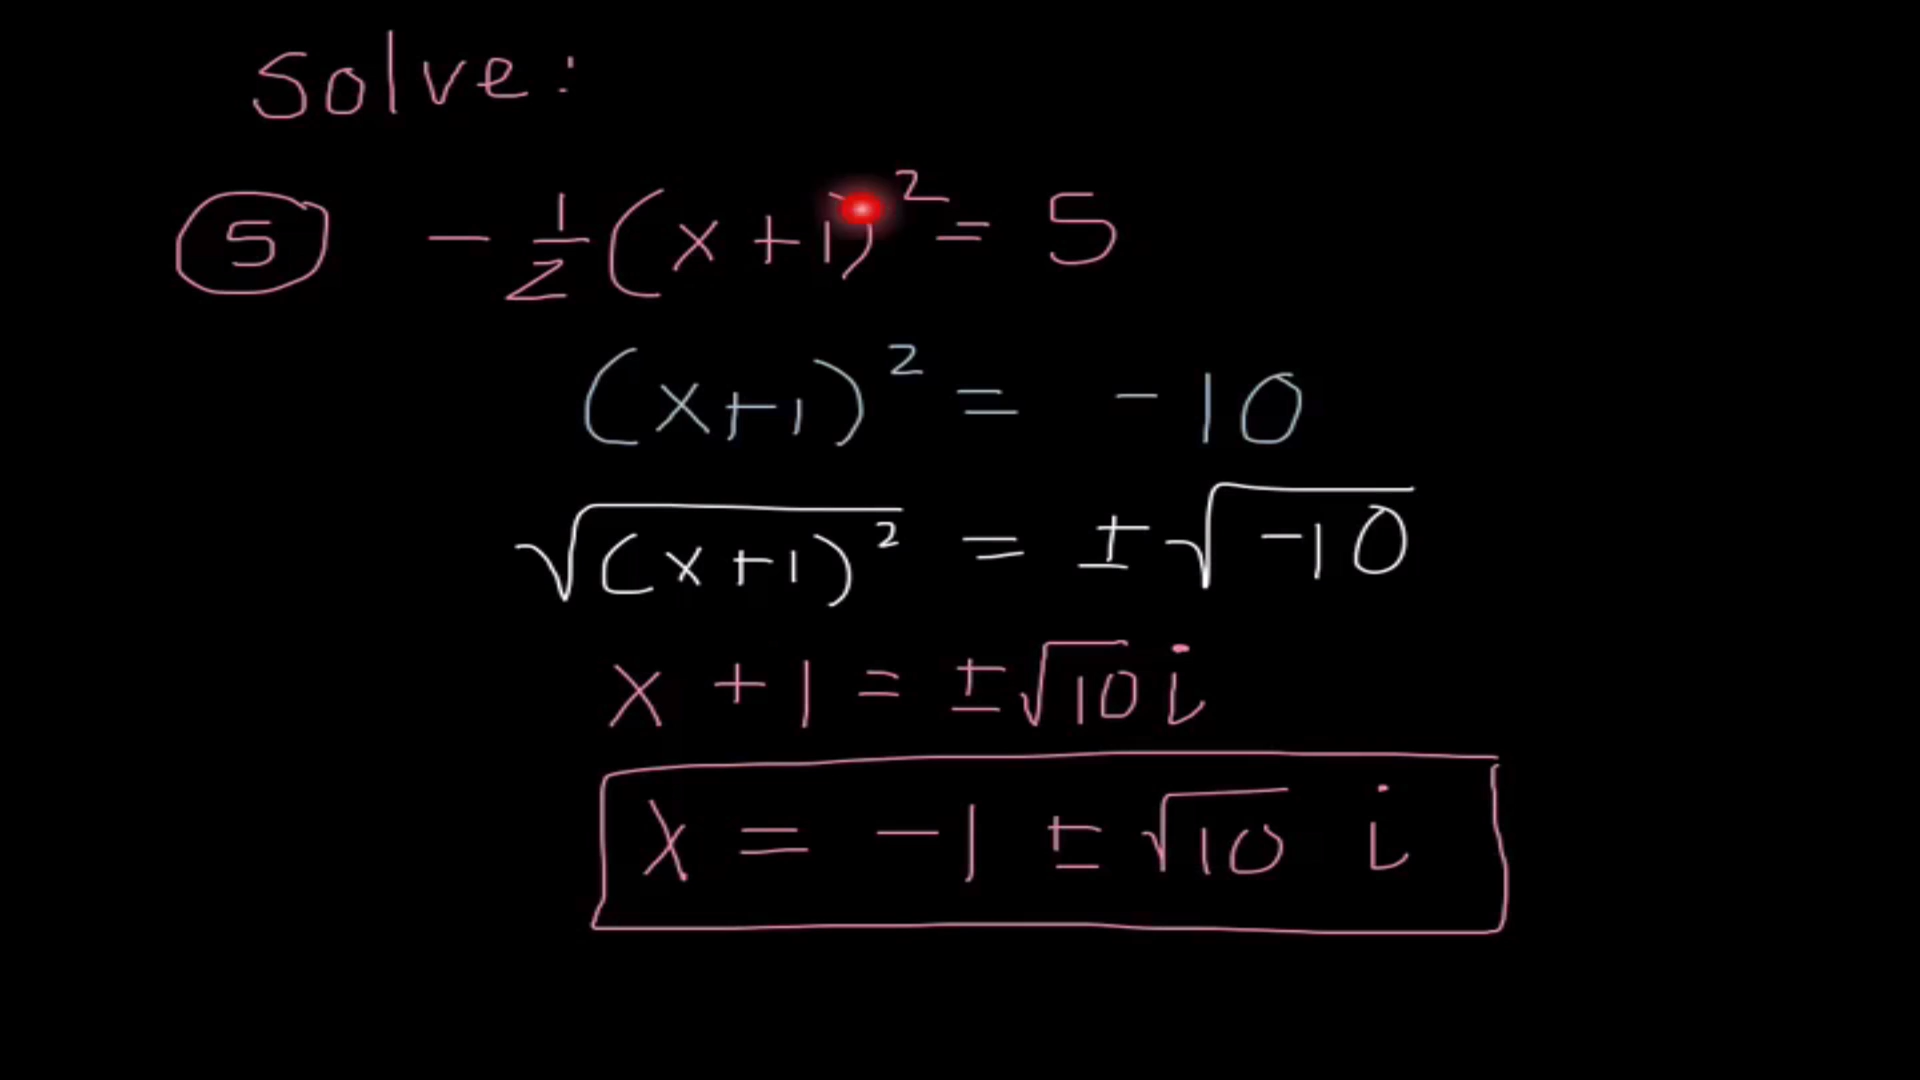 Solve:
⑤ -½(x+1)² = 5
(x+1)² = -10
√(x+1)² = ±√-10
x + 1 = ±√10 i
x = -1 ± √10 i